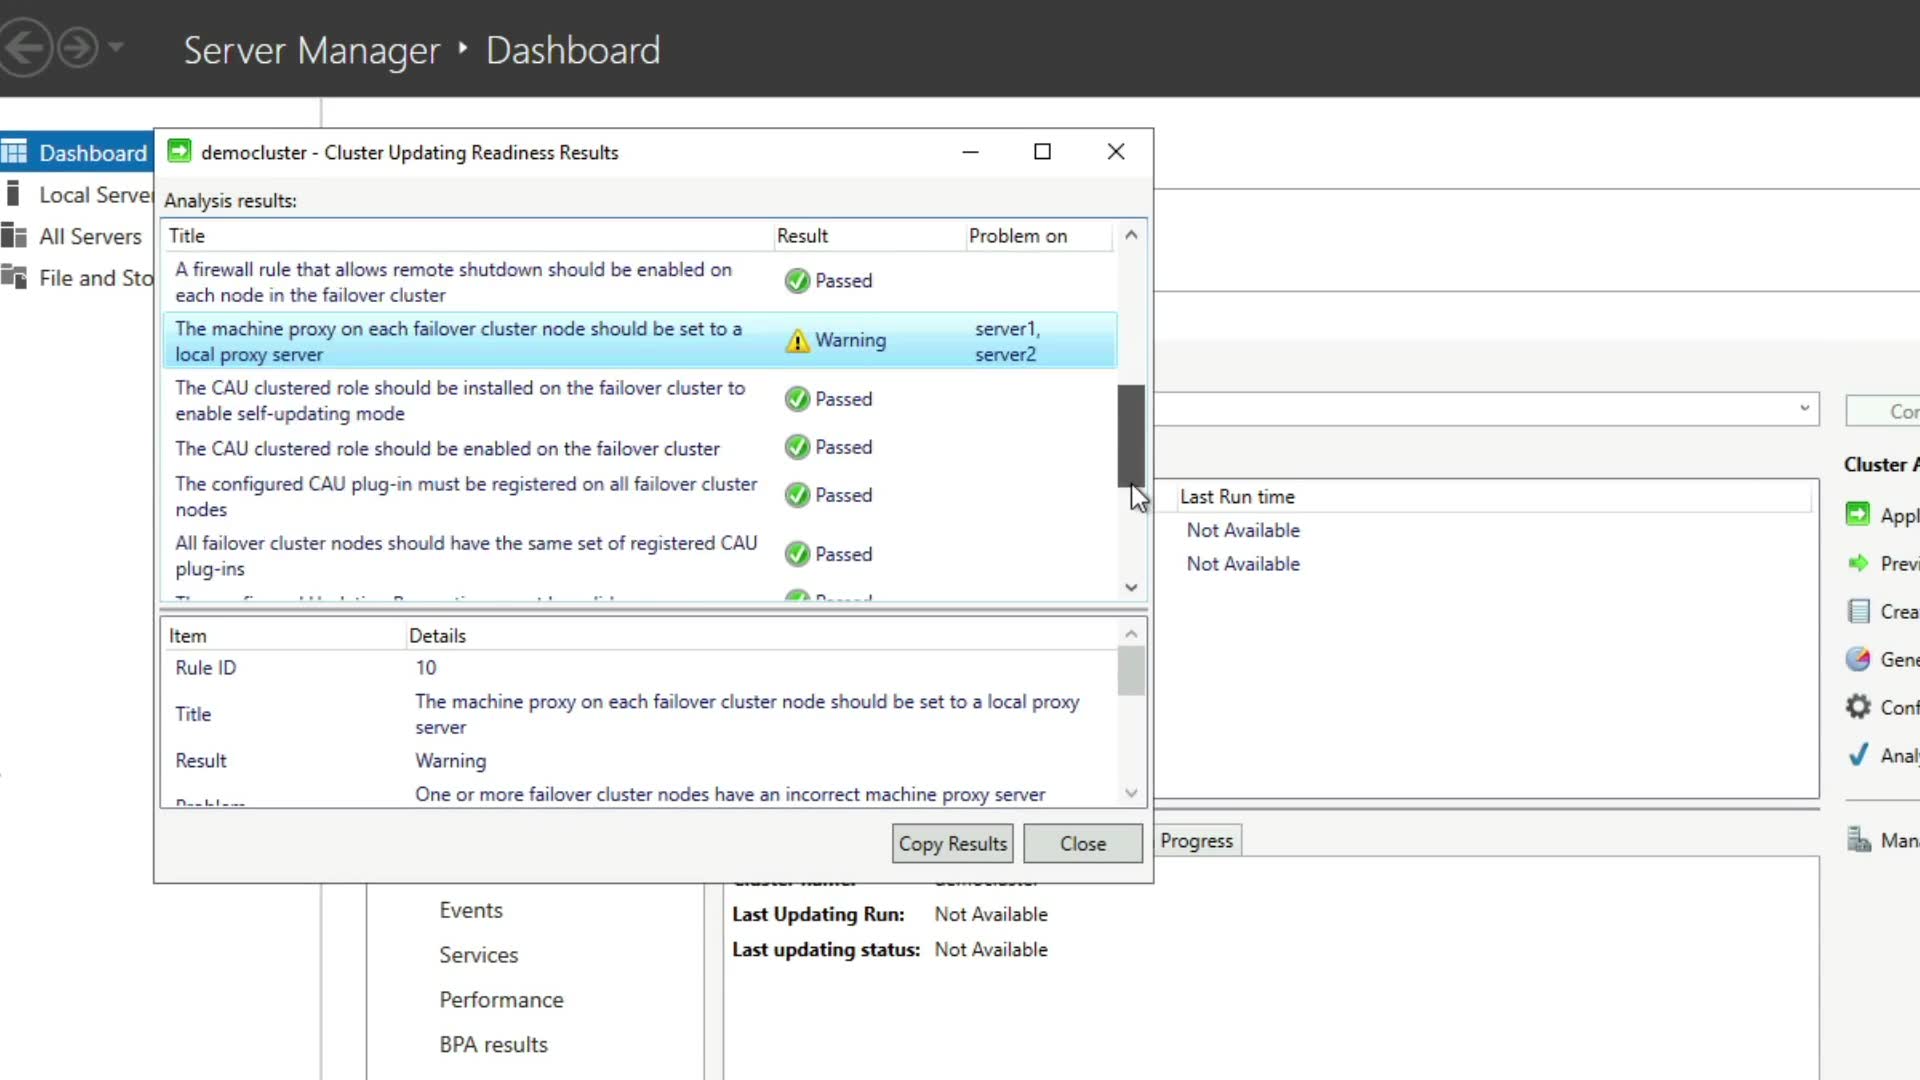 Server Manager ‣ Dashboard
Dashboard
Local Server
All Servers
File and Sto
democluster - Cluster Updating Readiness Results
Analysis results:
Title Result Problem on
A firewall rule that allows remote shutdown should be enabled on
each node in the failover cluster
Passed
The machine proxy on each failover cluster node should be set to a
local proxy server
Warning
server1,
server2
The CAU clustered role should be installed on the failover cluster to
enable self-updating mode
Passed
The CAU clustered role should be enabled on the failover cluster
Passed
The configured CAU plug-in must be registered on all failover cluster
nodes
Passed
All failover cluster nodes should have the same set of registered CAU
plug-ins
Passed
Passed
Item Details
Rule ID 10
Title
The machine proxy on each failover cluster node should be set to a local proxy
server
Result Warning
Problem
One or more failover cluster nodes have an incorrect machine proxy server
Copy Results
Close
Last Run time
Not Available
Not Available
Progress
Cluster name: democluster
Last Updating Run: Not Available
Last updating status: Not Available
Events
Services
Performance
BPA results
Con
Cluster A
Appl
Previ
Crea
Gene
Conf
Analy
Man